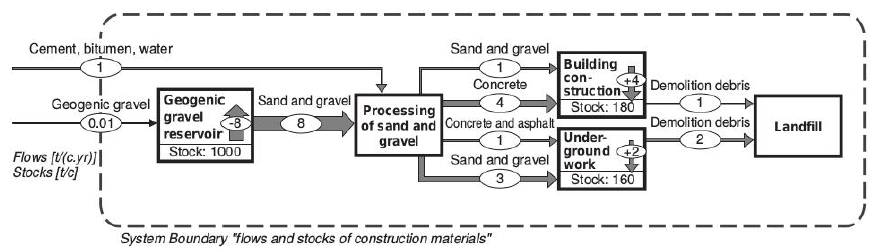 Cement, bitumen, water
1
Geogenic gravel
0.01
Flows [t/(c.yr)]
Stocks [t/c]
Geogenic
gravel
reservoir
-8
Stock: 1000
Sand and gravel
8
Processing
of sand and
gravel
Sand and gravel
1
Concrete
4
Concrete and asphalt
1
Sand and gravel
3
Building
con-
struction
+4
Stock: 180
Under-
ground
work
+2
Stock: 160
Demolition debris
1
Demolition debris
2
Landfill
System Boundary "flows and stocks of construction materials"